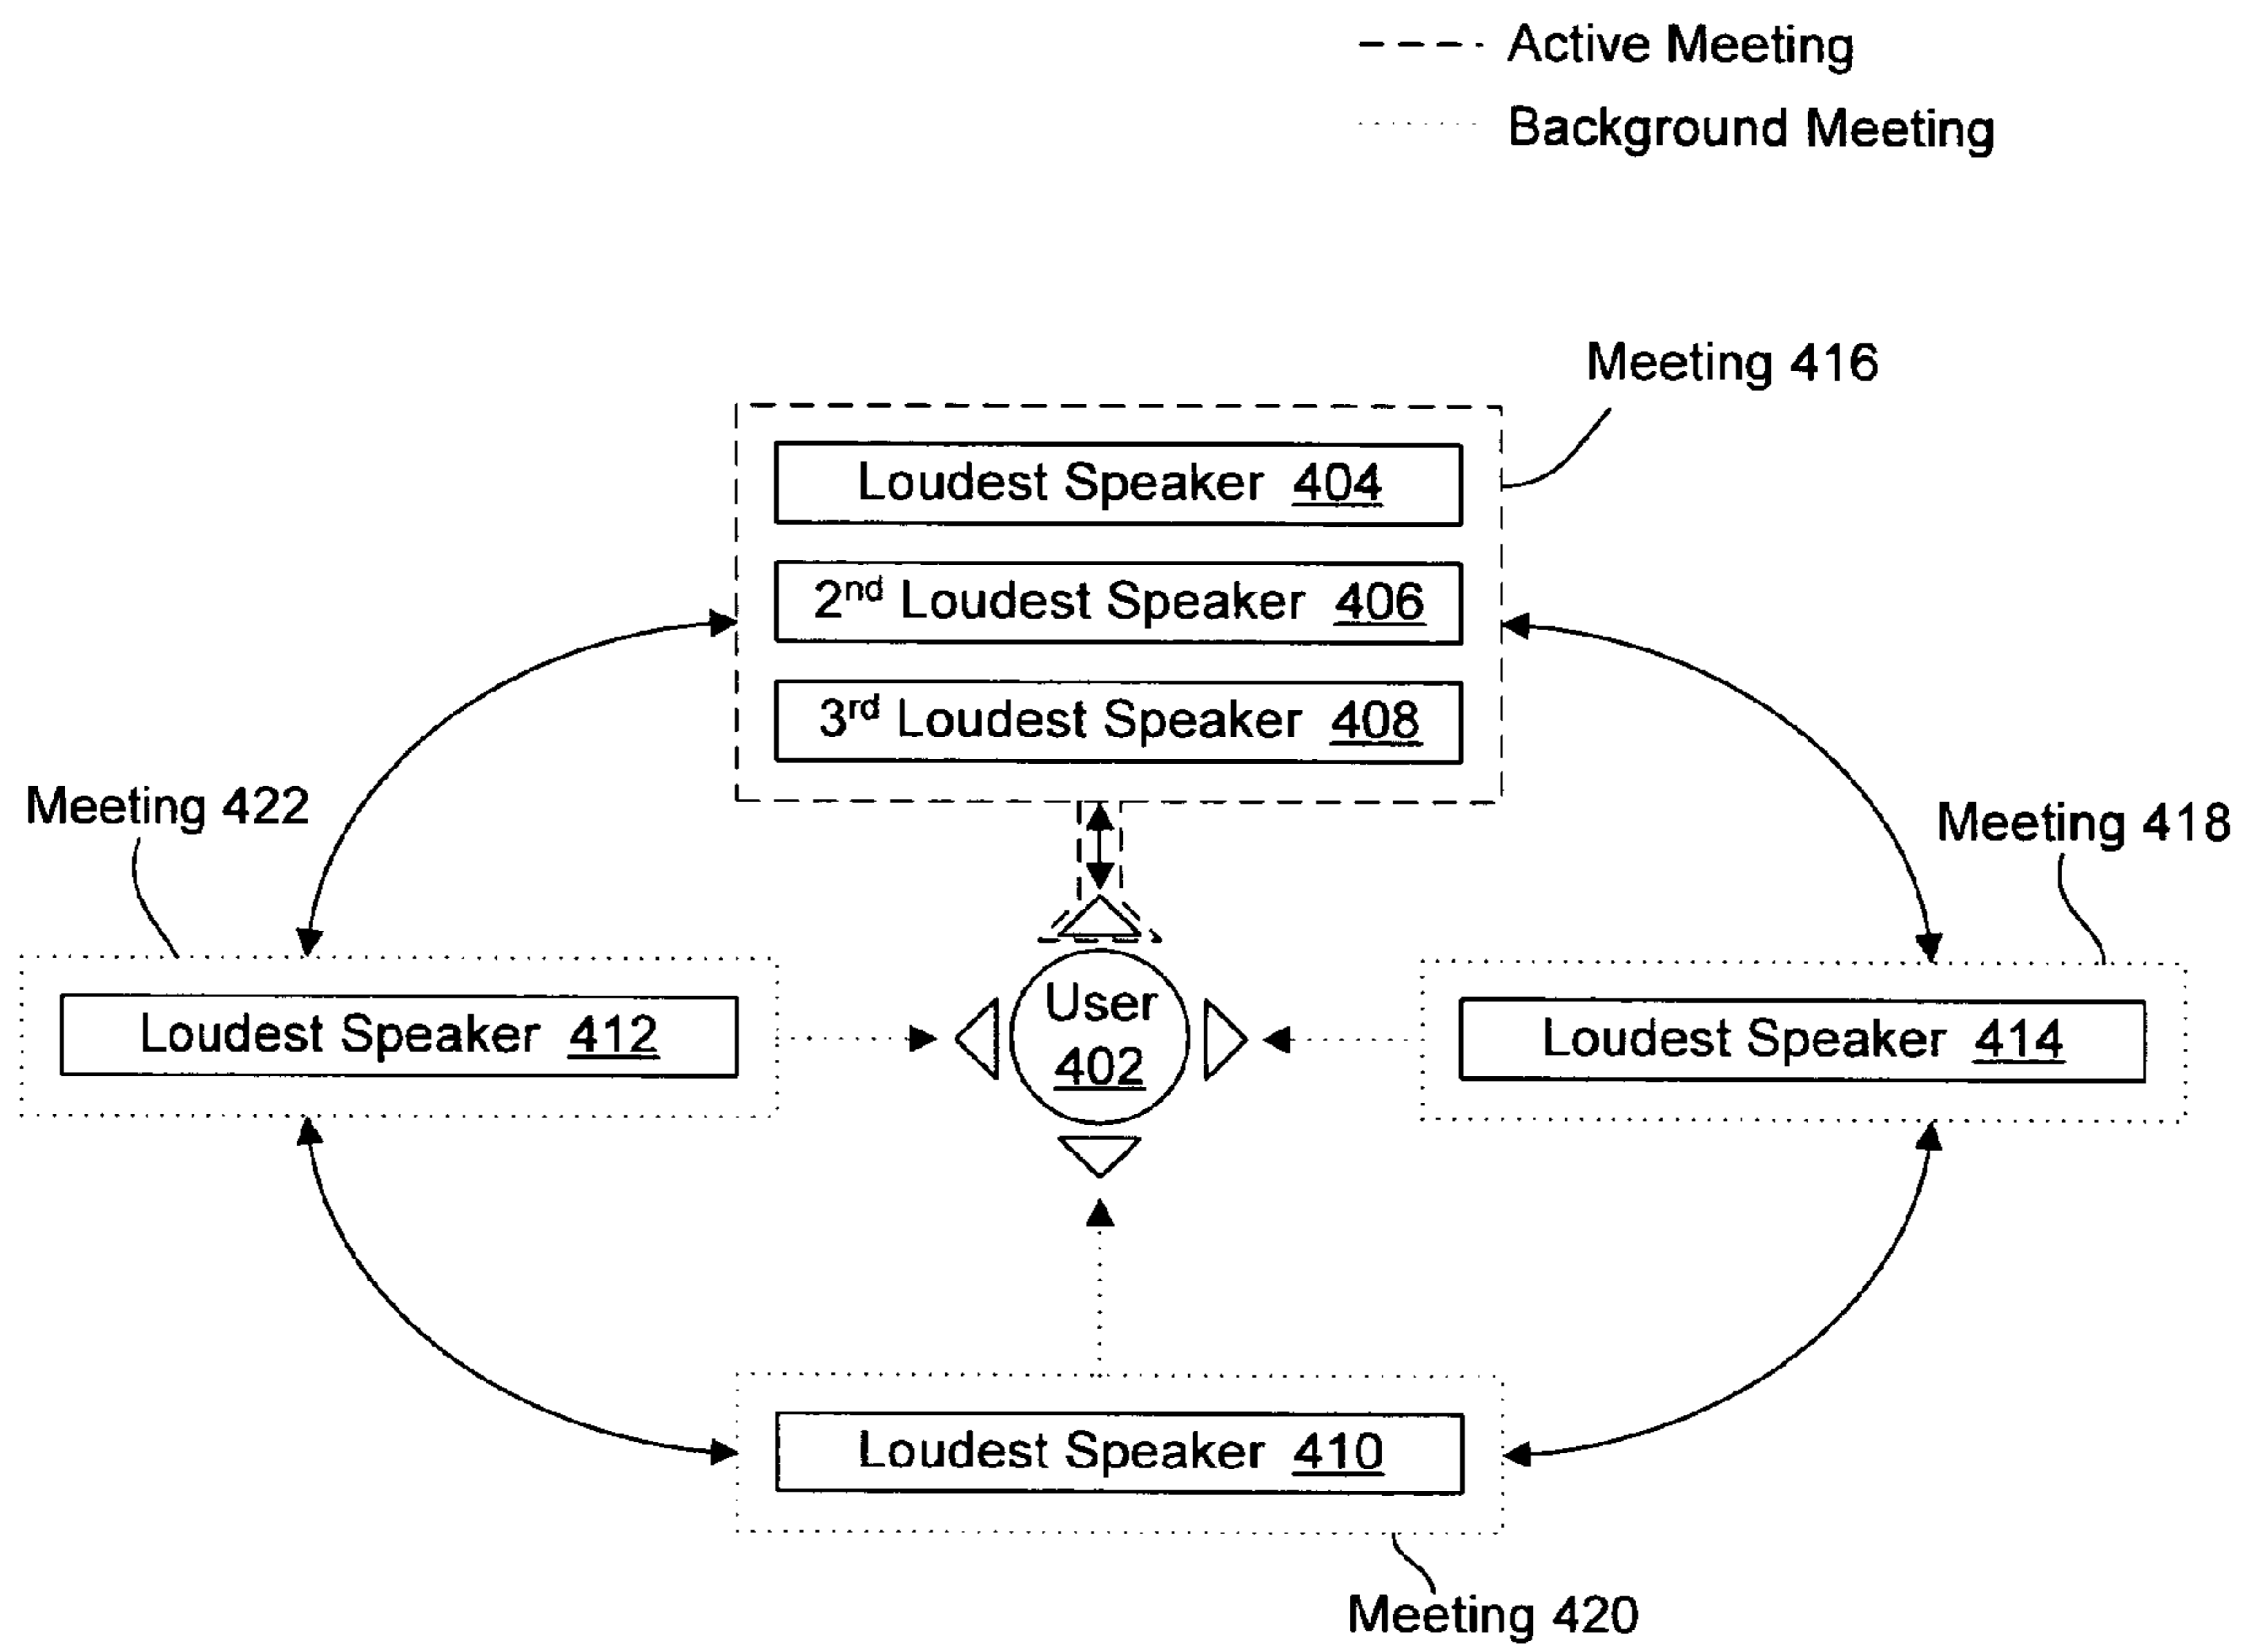 Active Meeting
Background Meeting
Meeting 416
Loudest Speaker 404
2nd Loudest Speaker 406
3rd Loudest Speaker 408
Meeting 422
Meeting 418
Loudest Speaker 412
User
402
Loudest Speaker 414
Loudest Speaker 410
Meeting 420